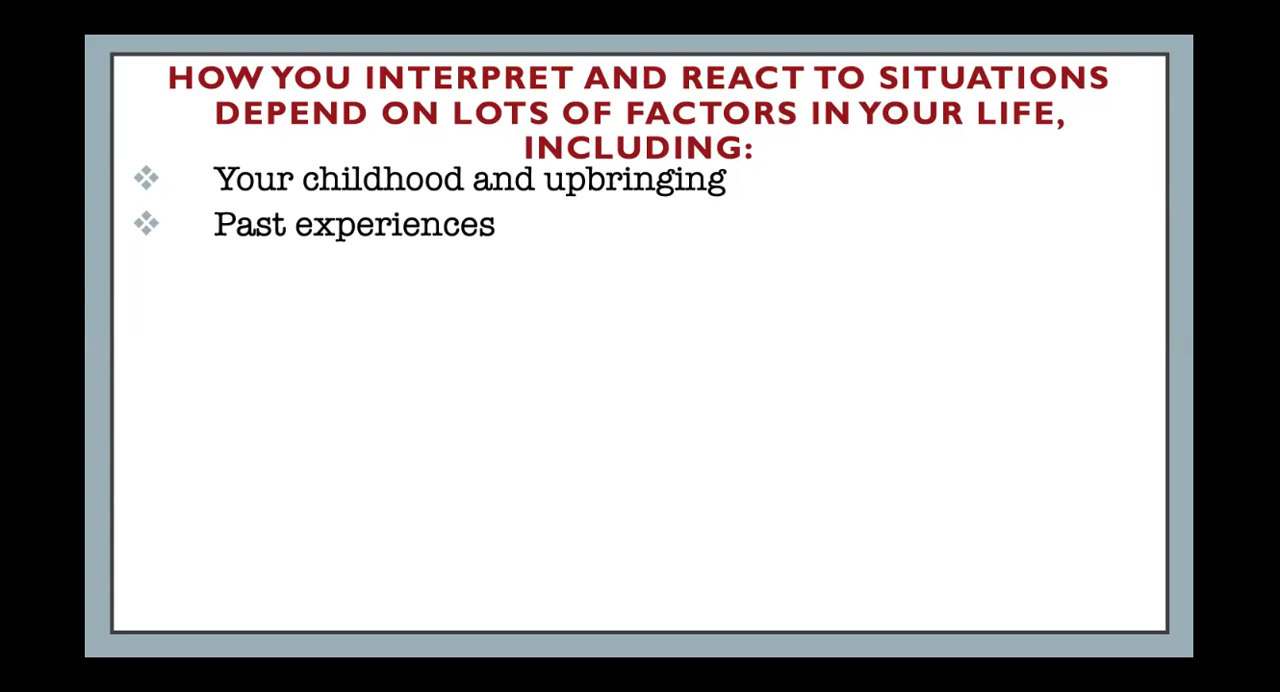 HOW YOU INTERPRET AND REACT TO SITUATIONS
DEPEND ON LOTS OF FACTORS IN YOUR LIFE,
INCLUDING:
Your childhood and upbringing
Past experiences